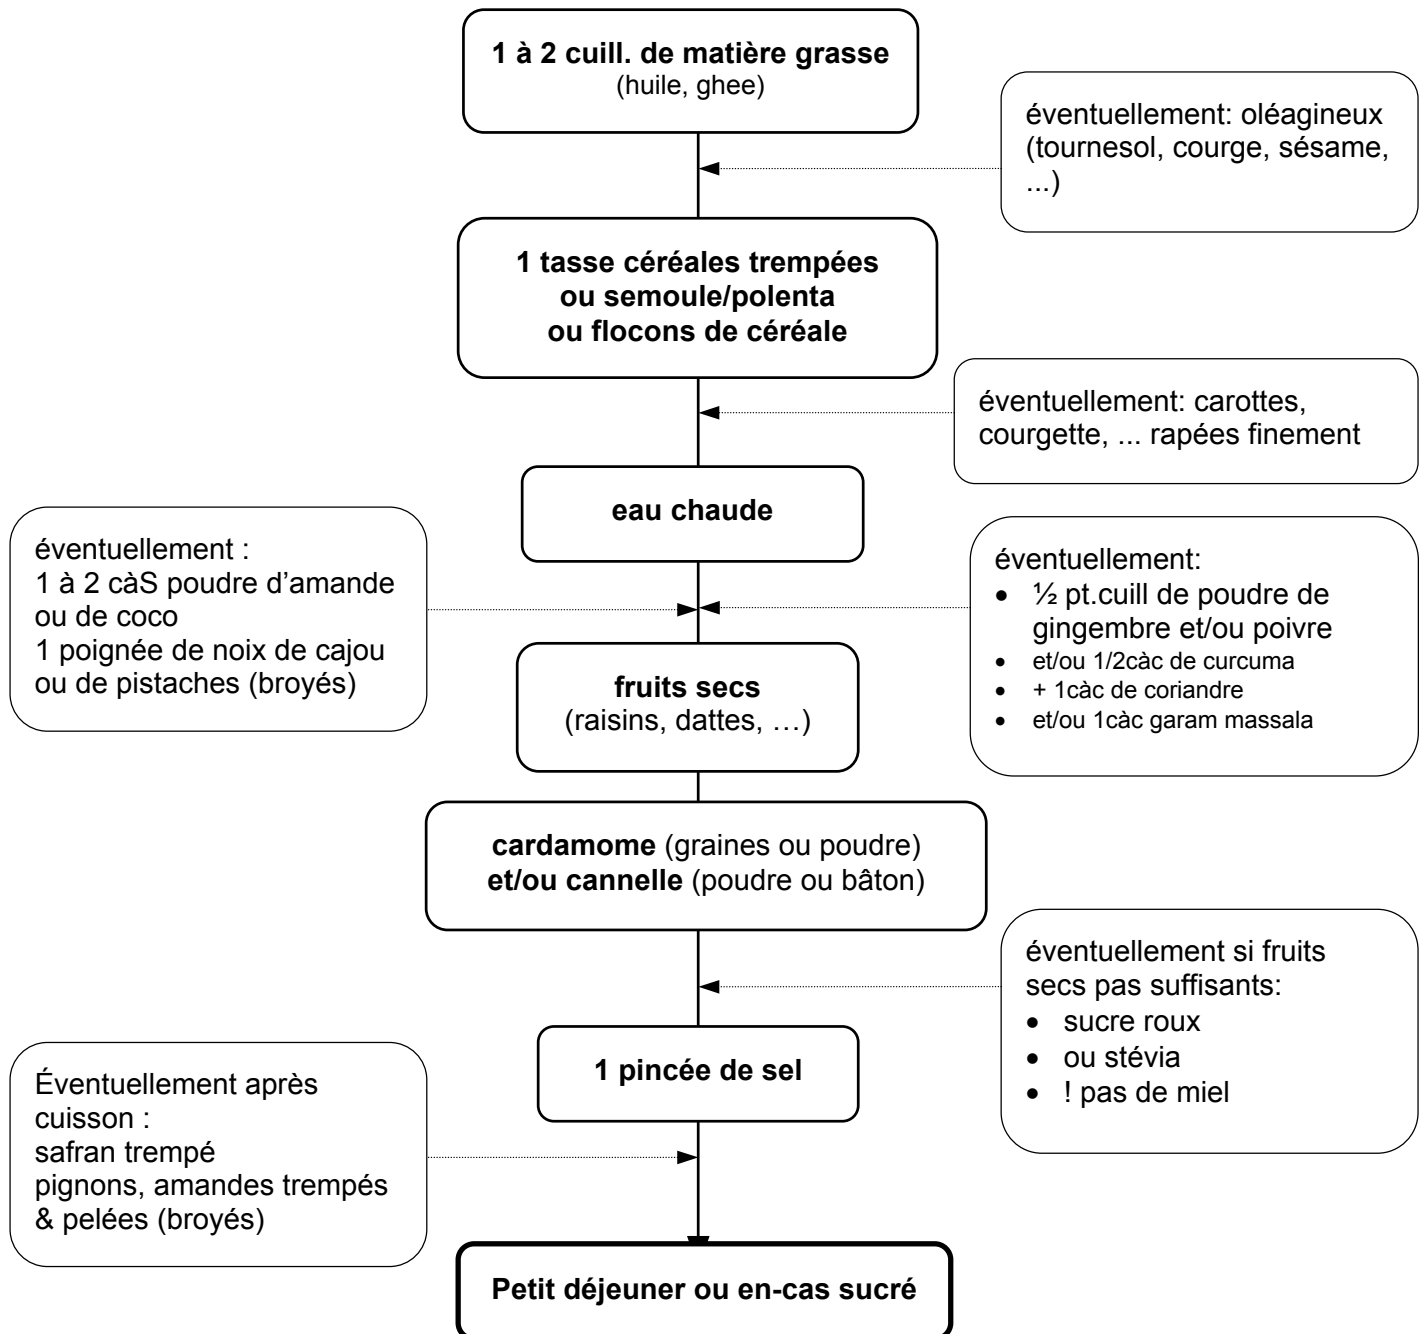 1 à 2 cuill. de matière grasse
(huile, ghee)
éventuellement: oléagineux
(tournesol, courge, sésame,
...)
1 tasse céréales trempées
ou semoule/polenta
ou flocons de céréale
éventuellement: carottes,
courgette, ... rapées finement
eau chaude
éventuellement :
1 à 2 càS poudre d’amande
ou de coco
1 poignée de noix de cajou
ou de pistaches (broyés)
éventuellement:
• ½ pt.cuill de poudre de
gingembre et/ou poivre
• et/ou 1/2càc de curcuma
• + 1càc de coriandre
• et/ou 1càc garam massala
fruits secs
(raisins, dattes, …)
cardamome (graines ou poudre)
et/ou cannelle (poudre ou bâton)
éventuellement si fruits
secs pas suffisants:
• sucre roux
• ou stévia
• ! pas de miel
1 pincée de sel
Éventuellement après
cuisson :
safran trempé
pignons, amandes trempés
& pelées (broyés)
Petit déjeuner ou en-cas sucré